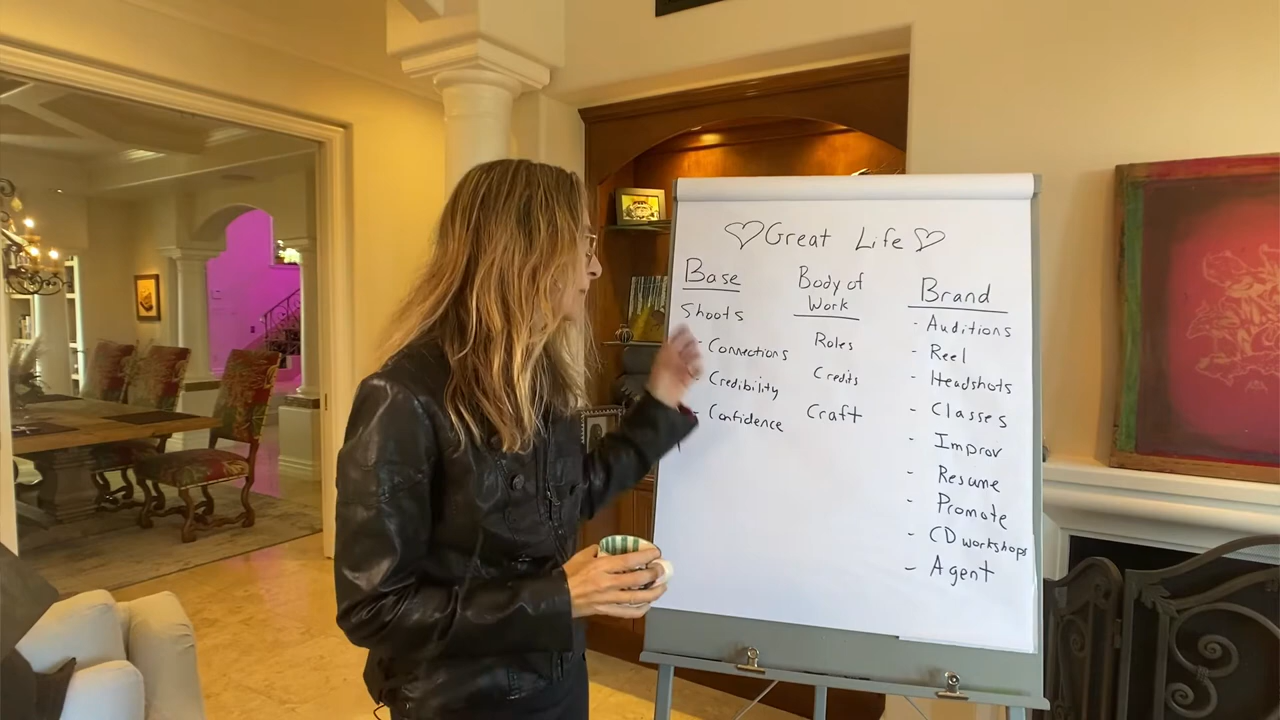 Great Life
Base
Shoots
- Connections
- Credibility
- Confidence
Body of
Work
Roles
Credits
Craft
Brand
- Auditions
- Reel
- Headshots
- Classes
- Improv
- Resume
- Promote
- CD workshops
- Agent